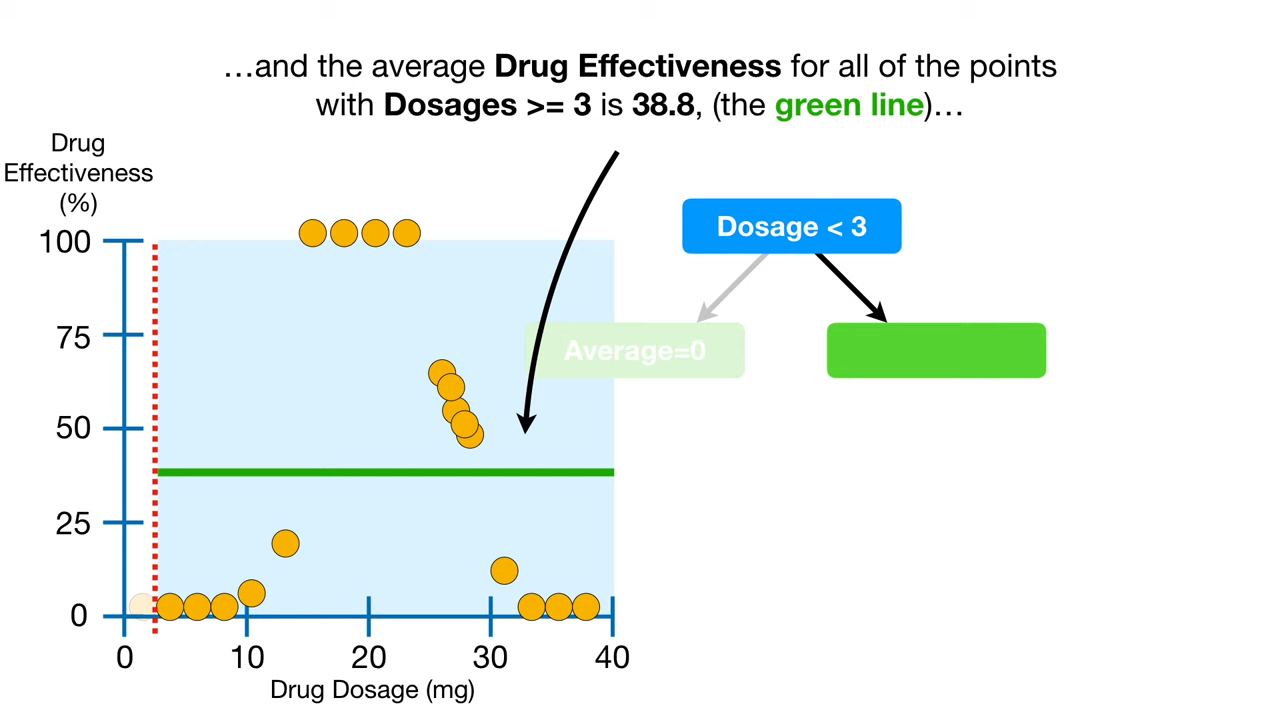 …and the average Drug Effectiveness for all of the points
with Dosages >= 3 is 38.8, (the green line)…
Drug
Effectiveness
(%)
100
75
50
25
0
0 10 20 30 40
Drug Dosage (mg)
Dosage < 3
Average=0